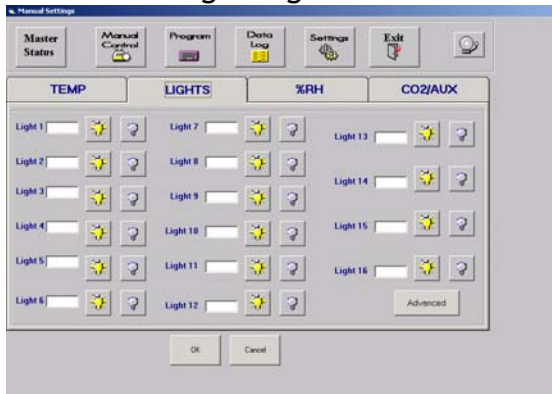 Manual Settings
Master Status
Manual Control
Program
Data Log
Settings
Exit
TEMP
LIGHTS
%RH
CO2/AUX
Light 1
Light 2
Light 3
Light 4
Light 5
Light 6
Light 7
Light 8
Light 9
Light 10
Light 11
Light 12
Light 13
Light 14
Light 15
Light 16
Advanced
OK
Cancel